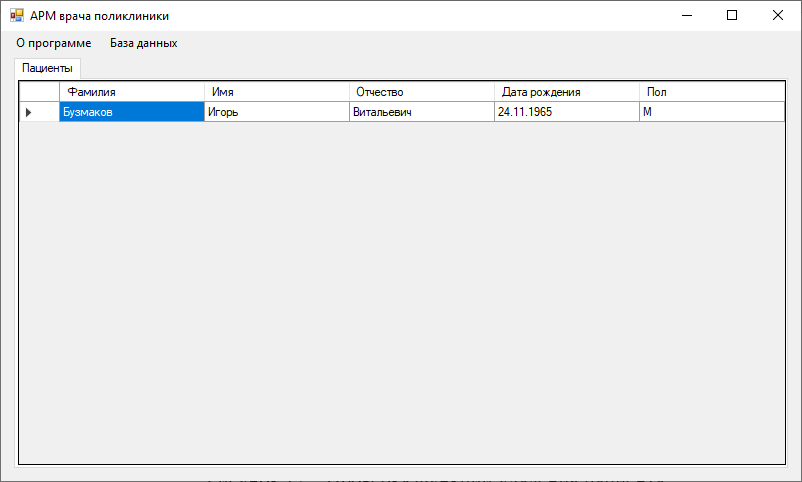 АРМ врача поликлиники
О программе База данных
Пациенты
Фамилия Имя Отчество Дата рождения Пол
Бузмаков Игорь Витальевич 24.11.1965 М